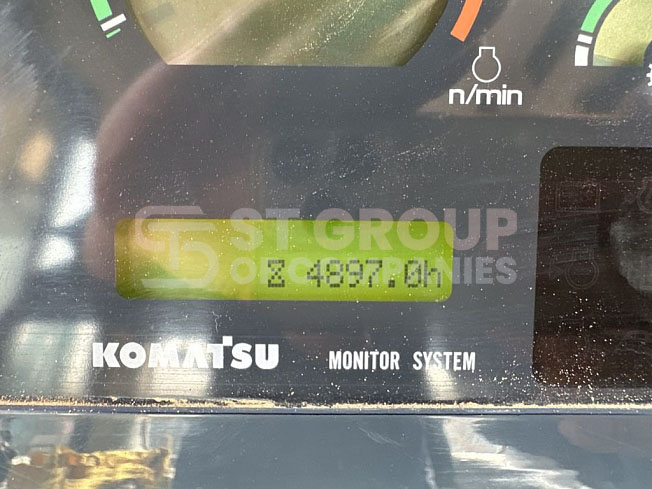 n/min
ST GROUP
OF COMPANIES
4897.0h
KOMATSU
MONITOR SYSTEM